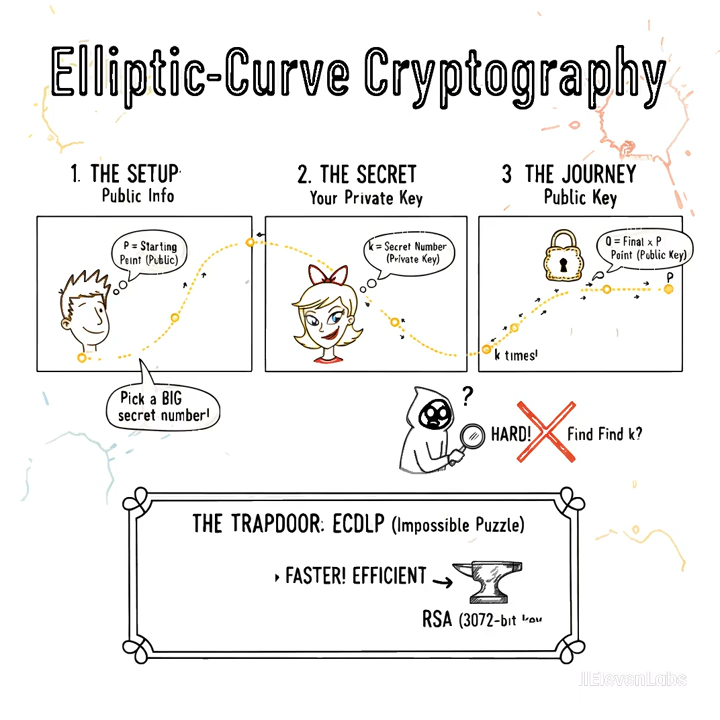 Elliptic-Curve Cryptography
1. THE SETUP
Public Info
2. THE SECRET
Your Private Key
3 THE JOURNEY
Public Key
P = Starting
Point (Public)
k = Secret Number
(Private Key)
Q = Final x P
Point (Public Key)
P
k times!
Pick a BIG
secret number!
?
HARD!
Find Find k?
THE TRAPDOOR: ECDLP (Impossible Puzzle)
FASTER! EFFICIENT
RSA (3072-bit
IIElevenLabs